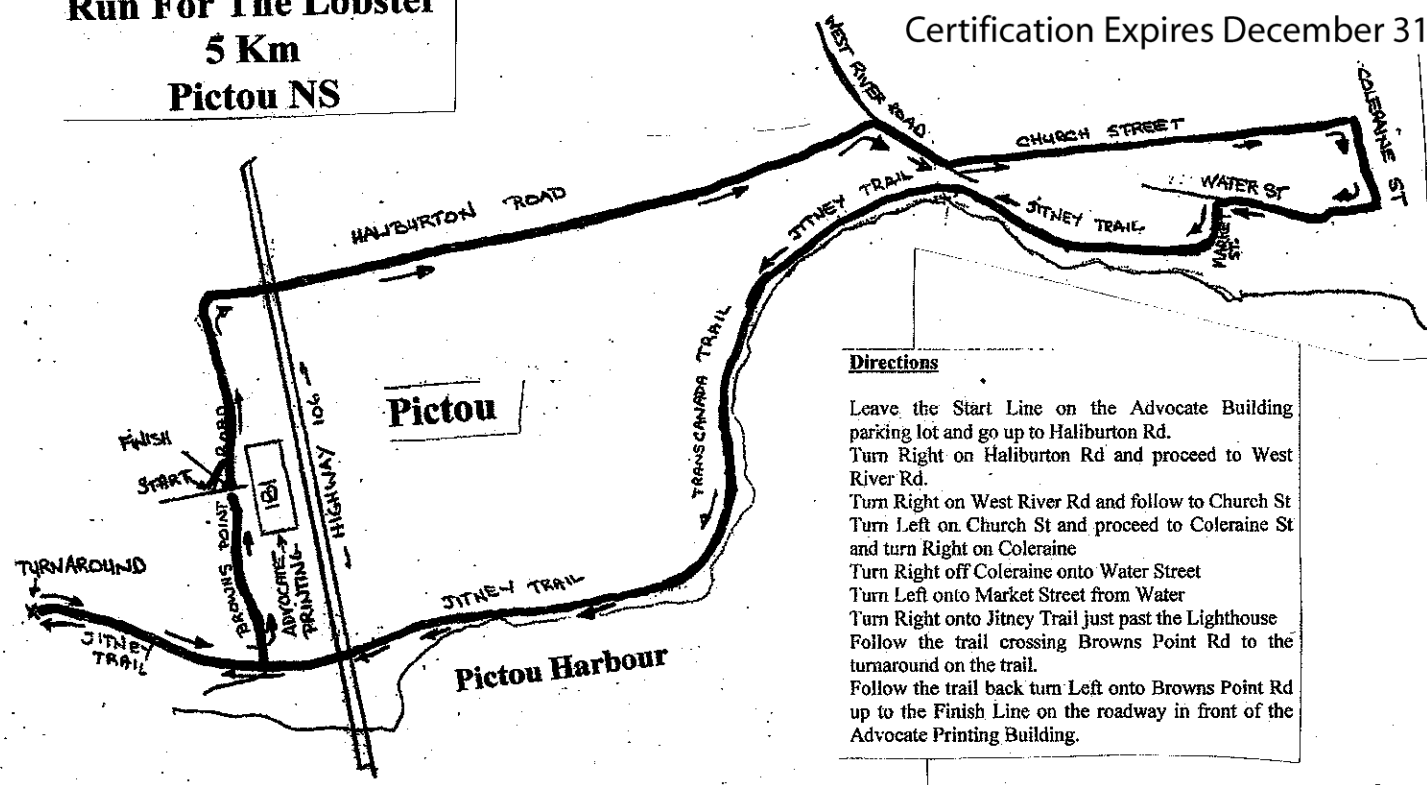 Run For The Lobster
5 Km
Pictou NS
Certification Expires December 31
WEST RIVER ROAD
COLERAINE ST
CHURCH STREET
WATER ST
JITNEY TRAIL
MARKET ST.
JITNEY TRAIL
HALIBURTON ROAD
TRANSCANADA TRAIL
Pictou
HIGHWAY 106
FINISH
START
BROWNS POINT ROAD
ADVOCATE PRINTING
TURNAROUND
JITNEY TRAIL
JITNEY TRAIL
Pictou Harbour
Directions
Leave the Start Line on the Advocate Building
parking lot and go up to Haliburton Rd.
Turn Right on Haliburton Rd and proceed to West
River Rd.
Turn Right on West River Rd and follow to Church St
Turn Left on Church St and proceed to Coleraine St
and turn Right on Coleraine
Turn Right off Coleraine onto Water Street
Turn Left onto Market Street from Water
Turn Right onto Jitney Trail just past the Lighthouse
Follow the trail crossing Browns Point Rd to the
turnaround on the trail.
Follow the trail back turn Left onto Browns Point Rd
up to the Finish Line on the roadway in front of the
Advocate Printing Building.